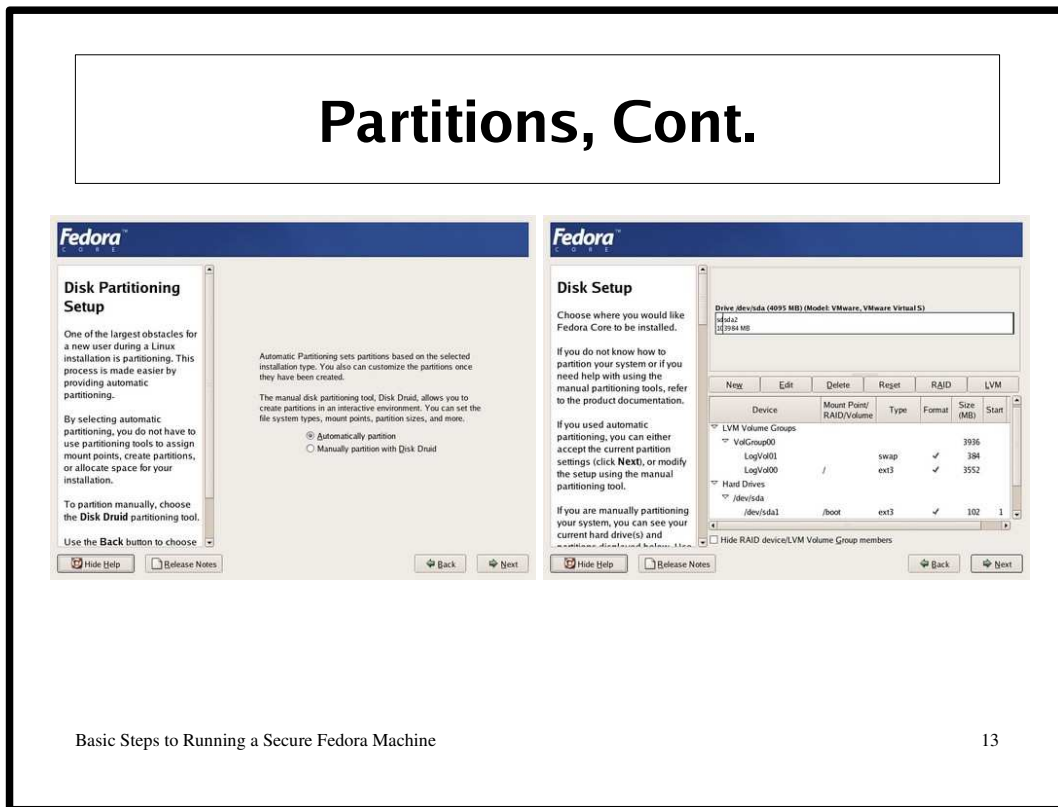 Partitions, Cont.
Fedora™
CORE
Disk Partitioning
Setup
One of the largest obstacles for
a new user during a Linux
installation is partitioning. This
process is made easier by
providing automatic
partitioning.
By selecting automatic
partitioning, you do not have to
use partitioning tools to assign
mount points, create partitions,
or allocate space for your
installation.
To partition manually, choose
the Disk Druid partitioning tool.
Use the Back button to choose
Automatic Partitioning sets partitions based on the selected
installation type. You also can customize the partitions once
they have been created.
The manual disk partitioning tool, Disk Druid, allows you to
create partitions in an interactive environment. You can set the
file system types, mount points, partition sizes, and more.
Automatically partition
Manually partition with Disk Druid
Hide Help Release Notes Back Next
Fedora™
CORE
Disk Setup
Choose where you would like
Fedora Core to be installed.
If you do not know how to
partition your system or if you
need help with using the
manual partitioning tools, refer
to the product documentation.
If you used automatic
partitioning, you can either
accept the current partition
settings (click Next), or modify
the setup using the manual
partitioning tool.
If you are manually partitioning
your system, you can see your
current hard drive(s) and
Drive /dev/sda (4095 MB) (Model: VMware, VMware Virtual S)
sda2
3984 MB
New Edit Delete Reset RAID LVM
Device Mount Point/ RAID/Volume Type Format Size (MB) Start
LVM Volume Groups
VolGroup00 3936
LogVol01 swap ✓ 384
LogVol00 / ext3 ✓ 3552
Hard Drives
/dev/sda
/dev/sda1 /boot ext3 ✓ 102 1
Hide RAID device/LVM Volume Group members
Hide Help Release Notes Back Next
Basic Steps to Running a Secure Fedora Machine 13